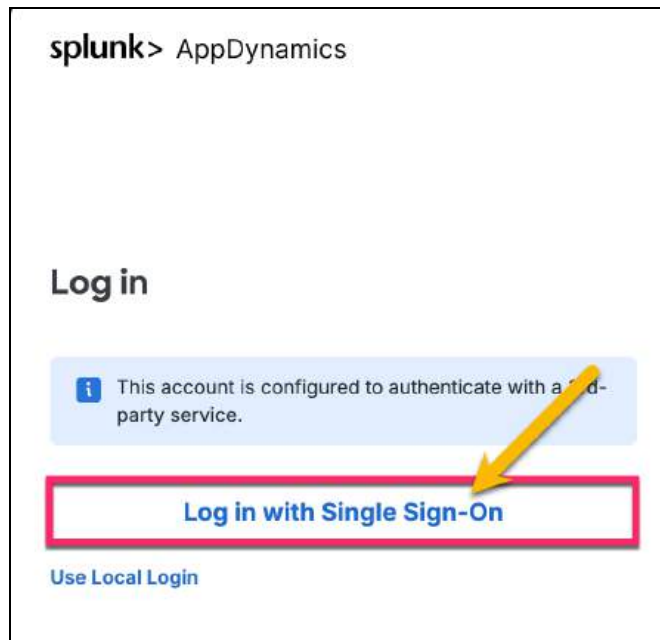 splunk> AppDynamics
Log in
i
This account is configured to authenticate with a 3rd-
party service.
Log in with Single Sign-On
Use Local Login